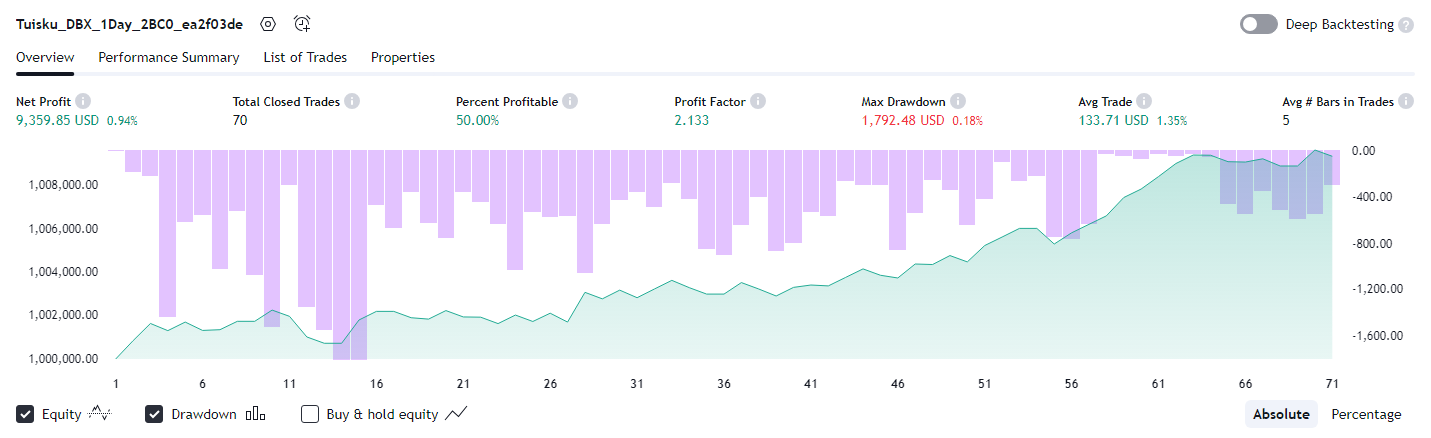 Tuisku_DBX_1Day_2BC0_ea2f03de Deep Backtesting ?
Overview Performance Summary List of Trades Properties
Net Profit Total Closed Trades Percent Profitable Profit Factor Max Drawdown Avg Trade Avg # Bars in Trades
9,359.85 USD 0.94% 70 50.00% 2.133 1,792.48 USD 0.18% 133.71 USD 1.35% 5
0.00
1,008,000.00
-400.00
1,006,000.00
-800.00
1,004,000.00
-1,200.00
1,002,000.00
-1,600.00
1,000,000.00
1 6 11 16 21 26 31 36 41 46 51 56 61 66 71
Equity Drawdown Buy & hold equity Absolute Percentage